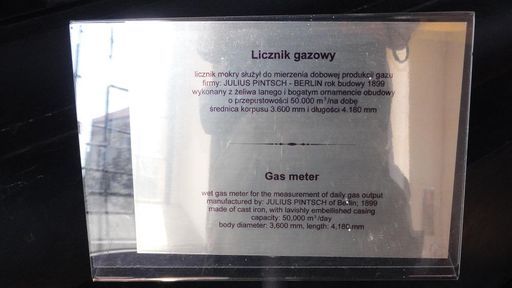 Licznik gazowy
licznik mokry służył do mierzenia dobowej produkcji gazu
firmy: JULIUS PINTSCH - BERLIN rok budowy 1899
wykonany z żeliwa lanego i bogatym ornamencie obudowy
o przepustowości 50.000 m³/na dobę
średnica korpusu 3.600 mm i długości 4.180 mm
Gas meter
wet gas meter for the measurement of daily gas output
manufactured by: JULIUS PINTSCH of Berlin; 1899
made of cast iron, with lavishly embellished casing
capacity: 50,000 m³/day
body diameter: 3,600 mm, length: 4,180 mm